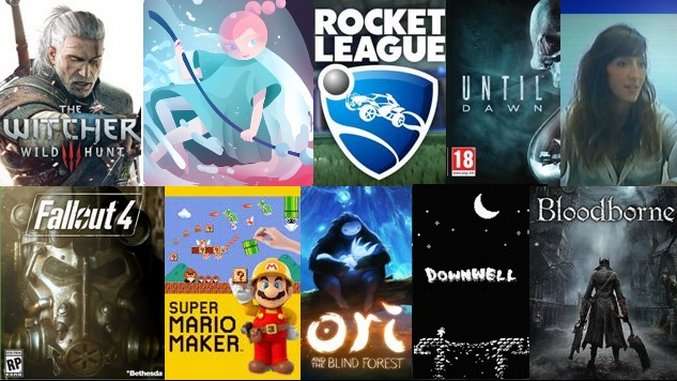 THE
WITCHER
WILD HUNT
ROCKET
LEAGUE
UNTIL
DAWN
18
Fallout 4
RP
Bethesda
SUPER
MARIO
MAKER
ori
AND
THE BLIND FOREST
DOWNWELL
Bloodborne